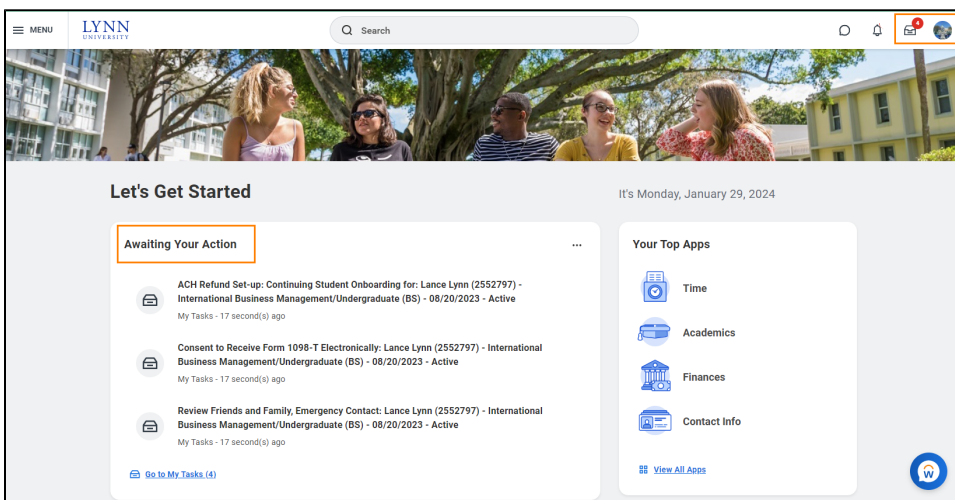 MENU
LYNN
UNIVERSITY
Search
4
Let's Get Started
It's Monday, January 29, 2024
Awaiting Your Action
ACH Refund Set-up: Continuing Student Onboarding for: Lance Lynn (2552797) -
International Business Management/Undergraduate (BS) - 08/20/2023 - Active
My Tasks - 17 second(s) ago
Consent to Receive Form 1098-T Electronically: Lance Lynn (2552797) - International
Business Management/Undergraduate (BS) - 08/20/2023 - Active
My Tasks - 17 second(s) ago
Review Friends and Family, Emergency Contact: Lance Lynn (2552797) - International
Business Management/Undergraduate (BS) - 08/20/2023 - Active
My Tasks - 17 second(s) ago
Go to My Tasks (4)
Your Top Apps
Time
Academics
Finances
Contact Info
View All Apps
w